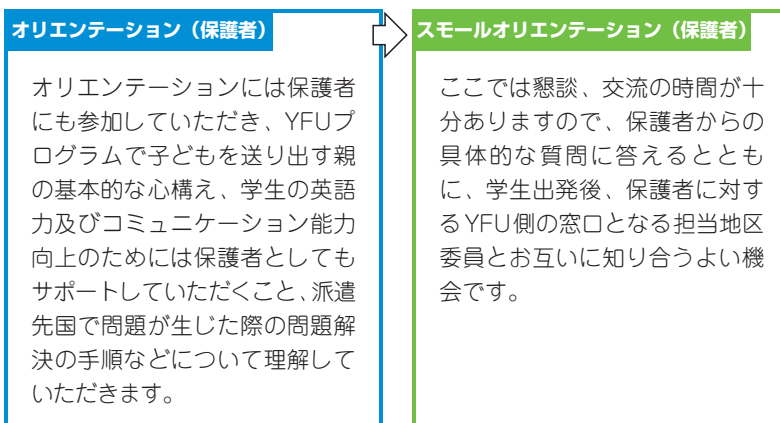 オリエンテーション（保護者）
オリエンテーションには保護者
にも参加していただき、YFUプ
ログラムで子どもを送り出す親
の基本的な心構え、学生の英語
力及びコミュニケーション能力
向上のためには保護者としても
サポートしていただくこと、派遣
先国で問題が生じた際の問題解
決の手順などについて理解して
いただきます。
スモールオリエンテーション（保護者）
ここでは懇談、交流の時間が十
分ありますので、保護者からの
具体的な質問に答えるととも
に、学生出発後、保護者に対す
るYFU側の窓口となる担当地区
委員とお互いに知り合うよい機
会です。